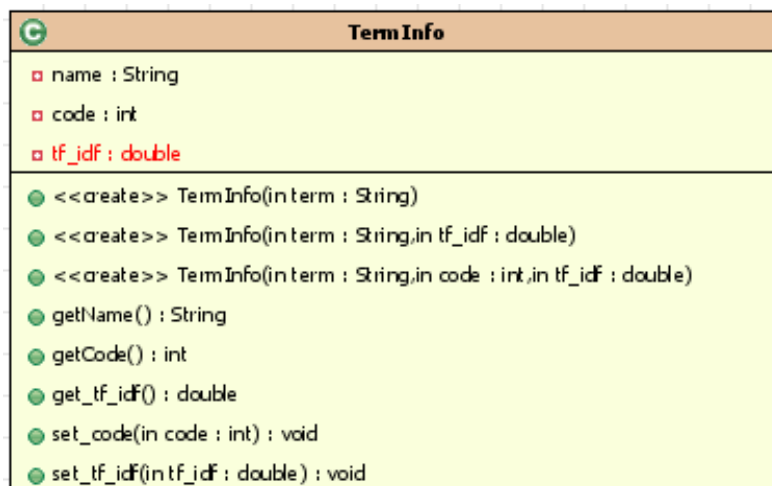 C TermInfo
name : String
code : int
tf_idf : double
<<create>> TermInfo(in term : String)
<<create>> TermInfo(in term : String,in tf_idf : double)
<<create>> TermInfo(in term : String,in code : int,in tf_idf : double)
getName() : String
getCode() : int
get_tf_idf() : double
set_code(in code : int) : void
set_tf_idf(in tf_idf : double) : void